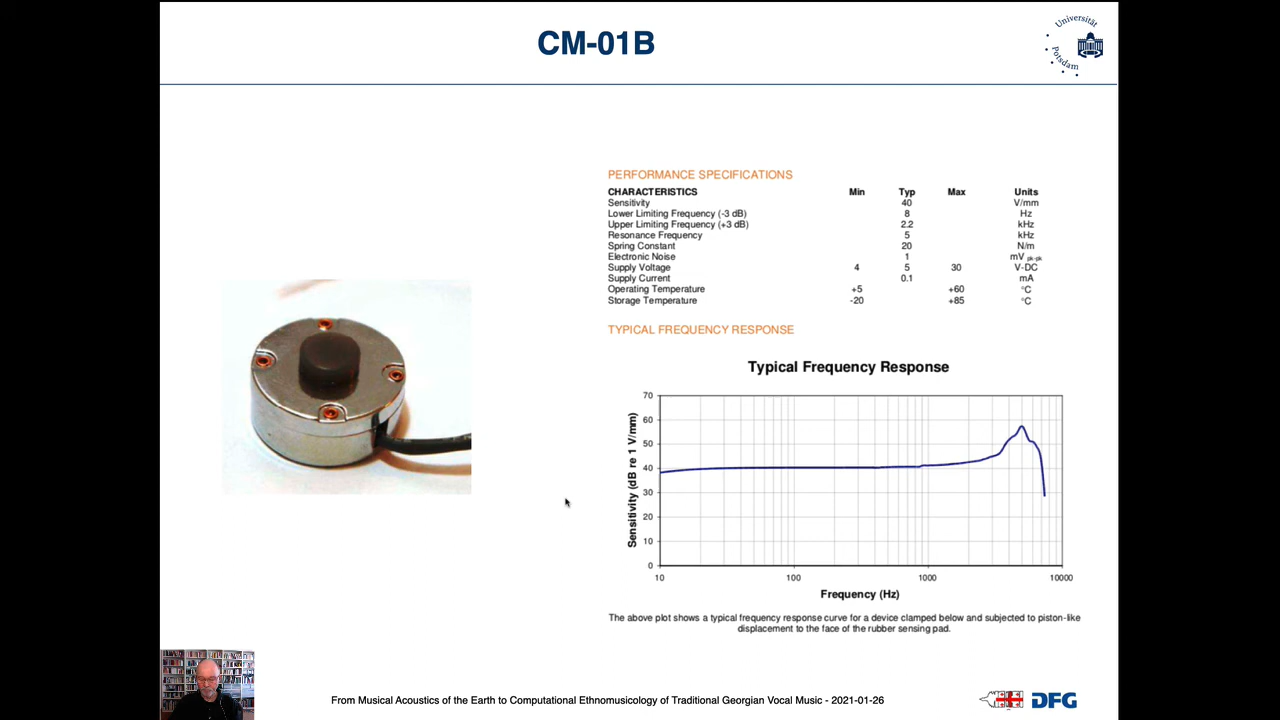 CM-01B
Universität
Potsdam
PERFORMANCE SPECIFICATIONS
CHARACTERISTICS Min Typ Max Units
Sensitivity 40 V/mm
Lower Limiting Frequency (-3 dB) 8 Hz
Upper Limiting Frequency (+3 dB) 2.2 kHz
Resonance Frequency 5 kHz
Spring Constant 20 N/m
Electronic Noise 1 mV pk-pk
Supply Voltage 4 5 30 V-DC
Supply Current 0.1 mA
Operating Temperature +5 +60 °C
Storage Temperature -20 +85 °C
TYPICAL FREQUENCY RESPONSE
Typical Frequency Response
Sensitivity (dB re 1 V/mm)
70
60
50
40
30
20
10
0
10 100 1000 10000
Frequency (Hz)
The above plot shows a typical frequency response curve for a device clamped below and subjected to piston-like
displacement to the face of the rubber sensing pad.
From Musical Acoustics of the Earth to Computational Ethnomusicology of Traditional Georgian Vocal Music - 2021-01-26
DFG